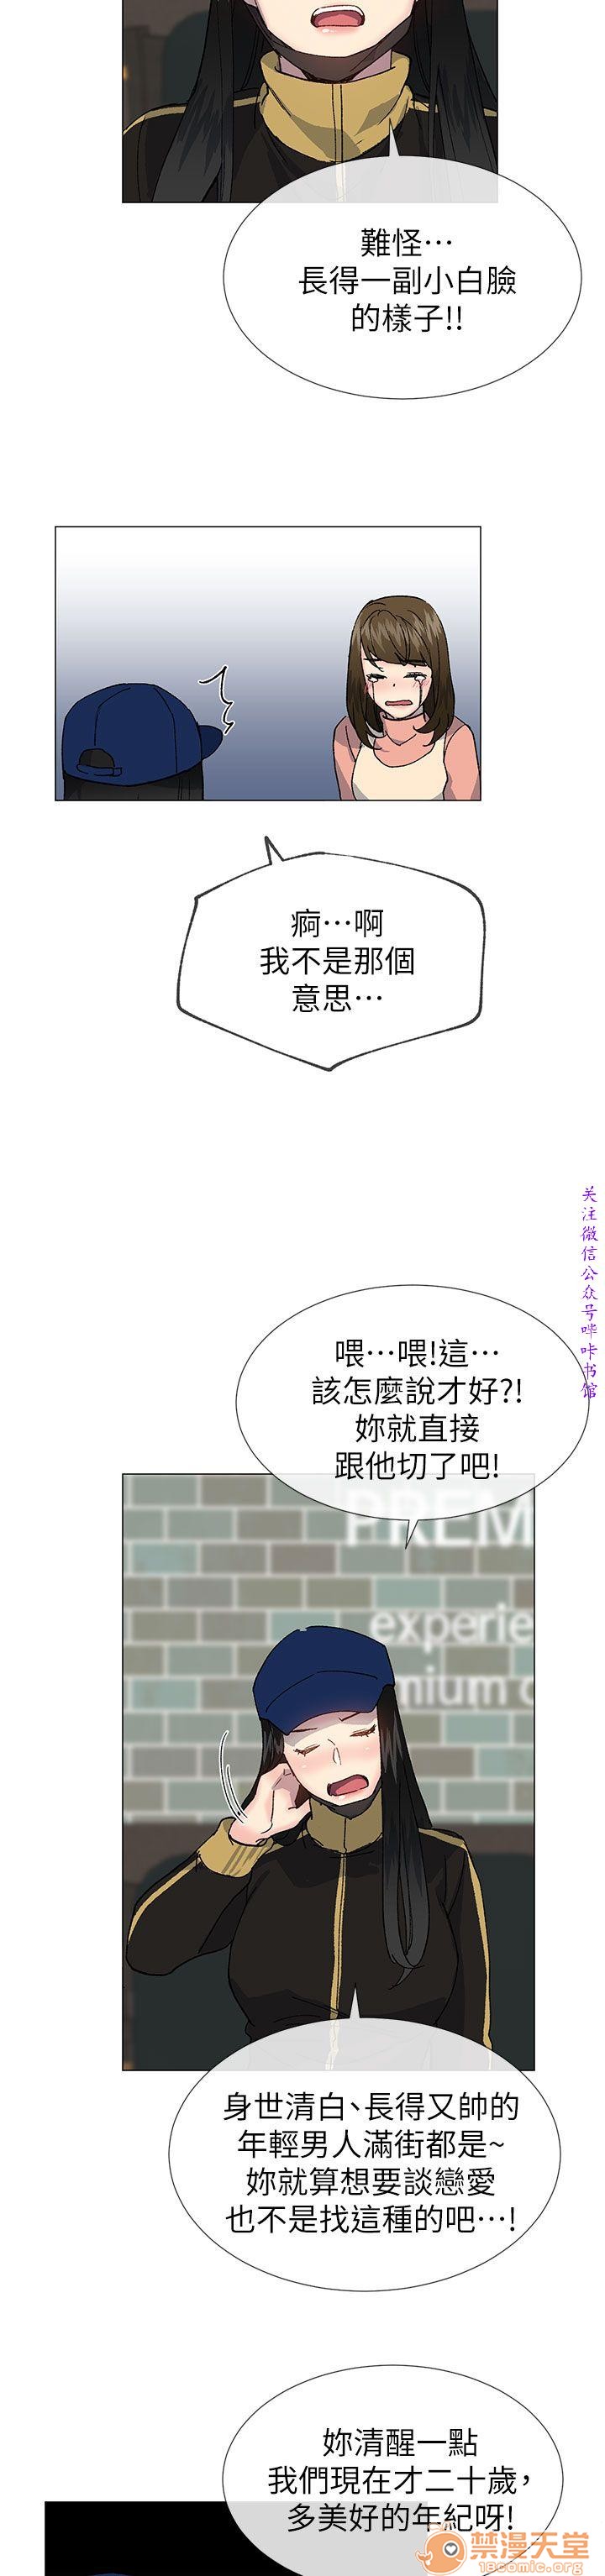 難怪…
長得一副小白臉
的樣子!!
痾…啊
我不是那個
意思…
关注微信公众号哔咔书馆
喂…喂!這…
該怎麼說才好?!
妳就直接
跟他切了吧!
PREM
experie
mium c
身世清白、長得又帥的
年輕男人滿街都是~
妳就算想要談戀愛
也不是找這種的吧…!
妳清醒一點
我們現在才二十歲,
多美好的年紀呀!
禁漫天堂
18comic.org